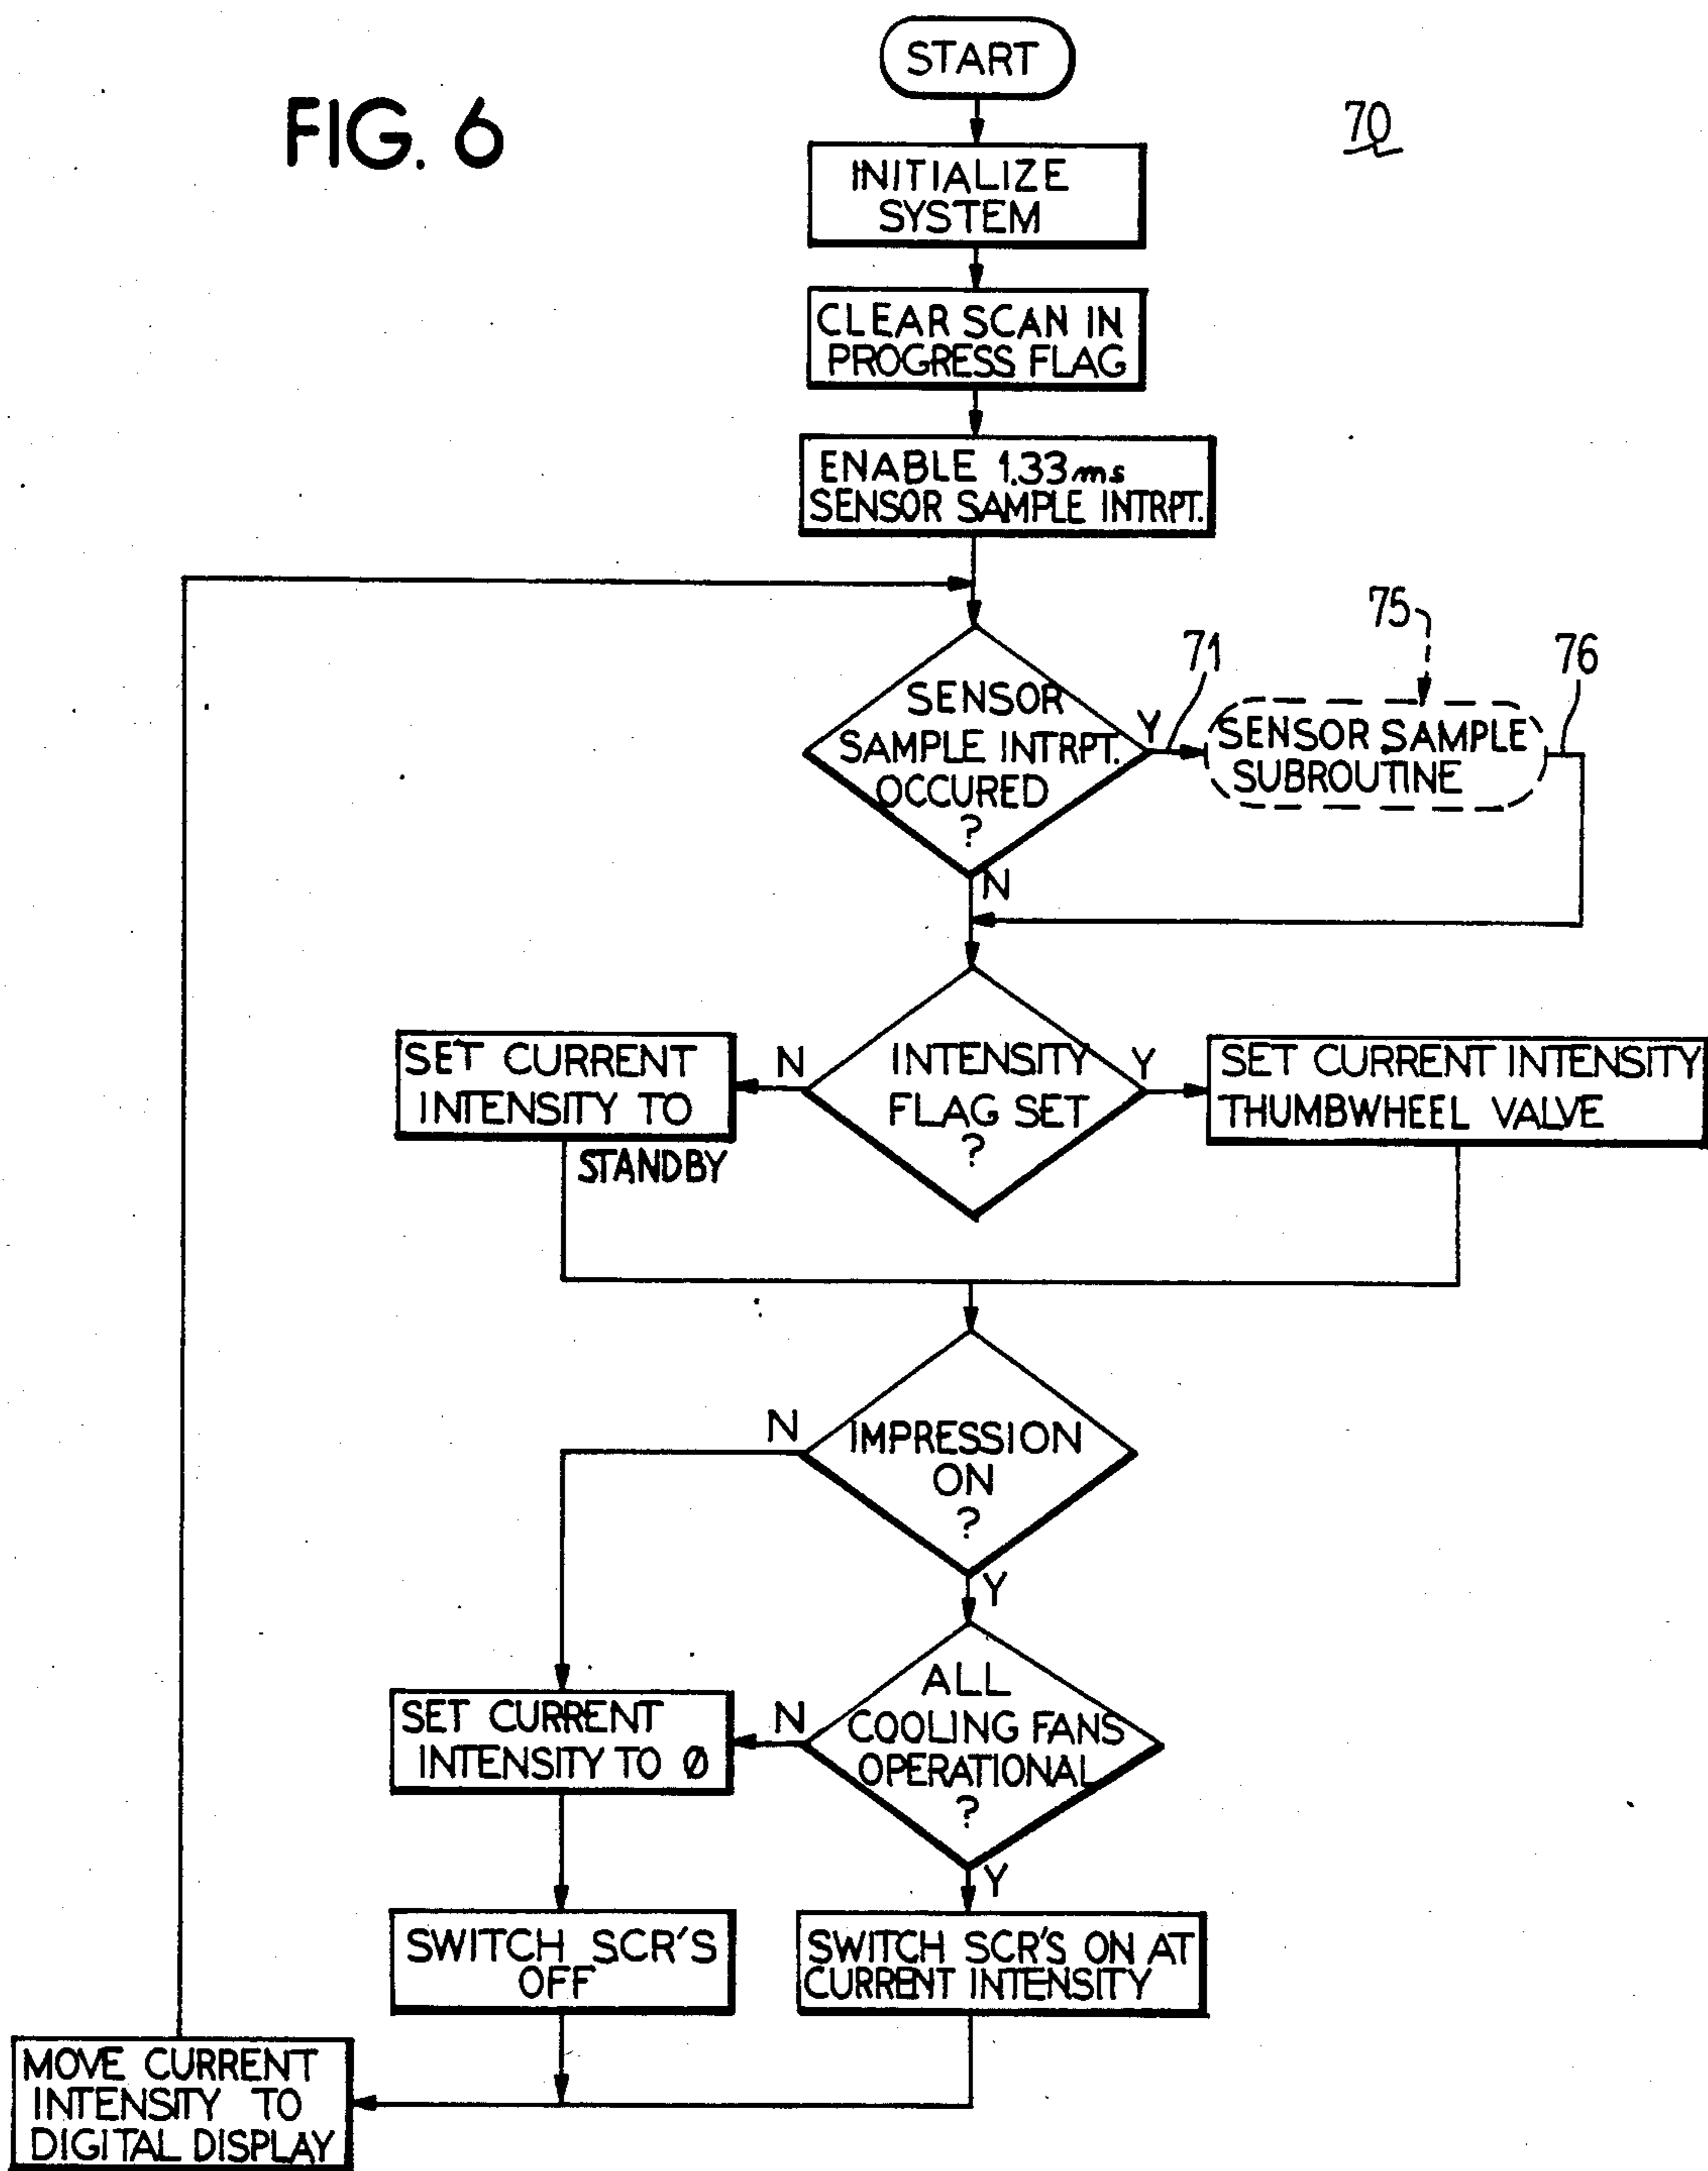 FIG. 6
70
START
INITIALIZE
SYSTEM
CLEAR SCAN IN
PROGRESS FLAG
ENABLE 1.33ms
SENSOR SAMPLE INTRPT.
SENSOR
SAMPLE INTRPT.
OCCURED
?
Y
71
75
SENSOR SAMPLE
SUBROUTINE
76
N
INTENSITY
FLAG SET
?
N
SET CURRENT
INTENSITY TO
STANDBY
Y
SET CURRENT INTENSITY
THUMBWHEEL VALVE
IMPRESSION
ON
?
N
Y
ALL
COOLING FANS
OPERATIONAL
?
N
SET CURRENT
INTENSITY TO Ø
Y
SWITCH SCR'S
OFF
SWITCH SCR'S ON AT
CURRENT INTENSITY
MOVE CURRENT
INTENSITY TO
DIGITAL DISPLAY